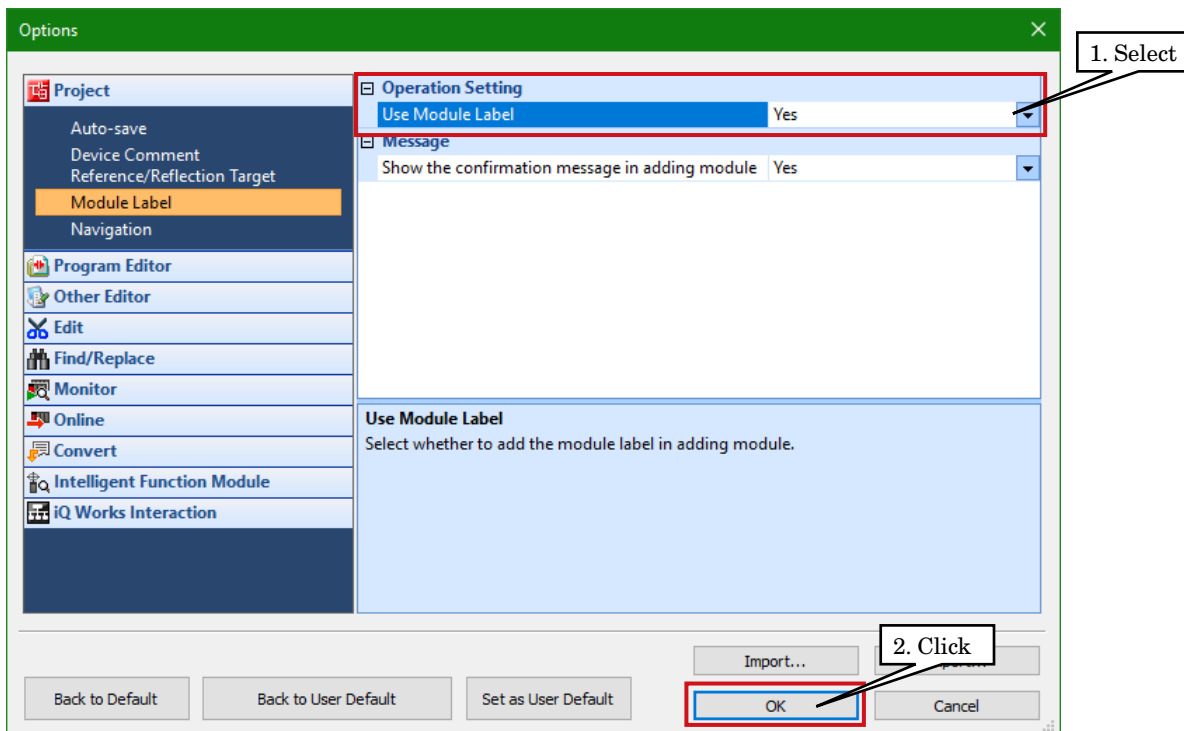 Options
1. Select
Project
Auto-save
Device Comment
Reference/Reflection Target
Module Label
Navigation
Program Editor
Other Editor
Edit
Find/Replace
Monitor
Online
Convert
Intelligent Function Module
iQ Works Interaction
Operation Setting
Use Module Label Yes
Message
Show the confirmation message in adding module Yes
Use Module Label
Select whether to add the module label in adding module.
2. Click
Import...
Back to Default Back to User Default Set as User Default OK Cancel